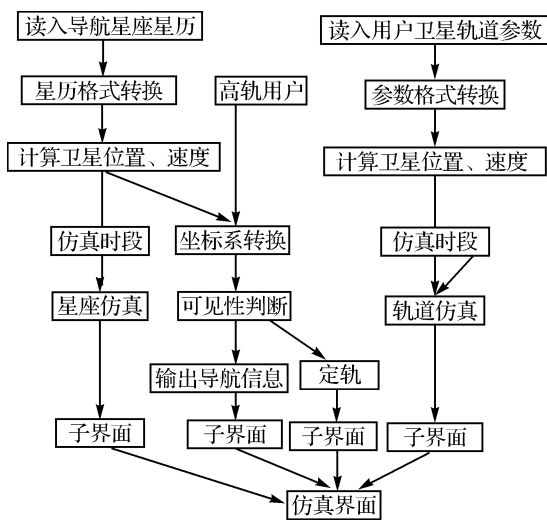 读入导航星座星历
读入用户卫星轨道参数
星历格式转换
高轨用户
参数格式转换
计算卫星位置、速度
计算卫星位置、速度
仿真时段
坐标系转换
仿真时段
星座仿真
可见性判断
轨道仿真
输出导航信息
定轨
子界面
子界面
子界面
子界面
仿真界面